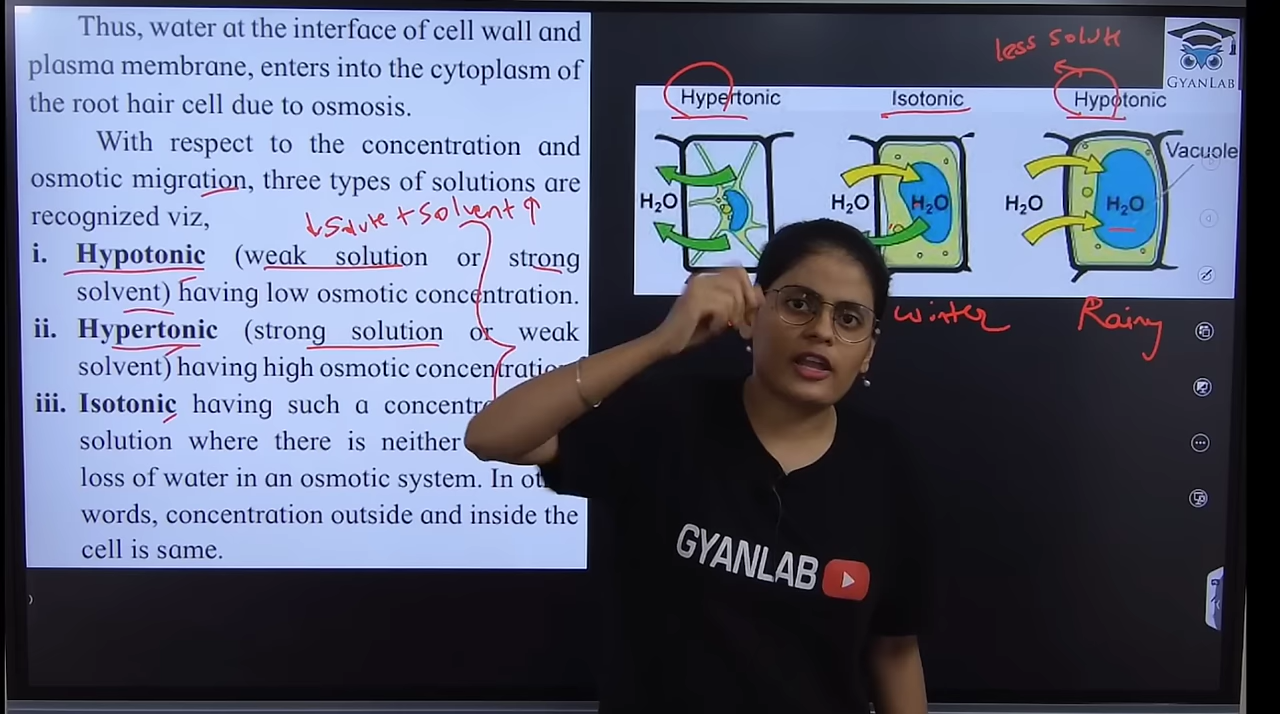 Thus, water at the interface of cell wall and
plasma membrane, enters into the cytoplasm of
the root hair cell due to osmosis.
With respect to the concentration and
osmotic migration, three types of solutions are
recognized viz,
↓Solute + Solvent ↑
i. Hypotonic (weak solution or strong
solvent) having low osmotic concentration.
ii. Hypertonic (strong solution or weak
solvent) having high osmotic
iii. Isotonic having such a
solution where there is neither
loss of water in an osmotic system. In
words, concentration outside and inside the
cell is same.
less solute
GYANLAB
Hypertonic Isotonic Hypotonic
Vacuole
H₂O H₂O H₂O H₂O H₂O
winter Rainy
GYANLAB